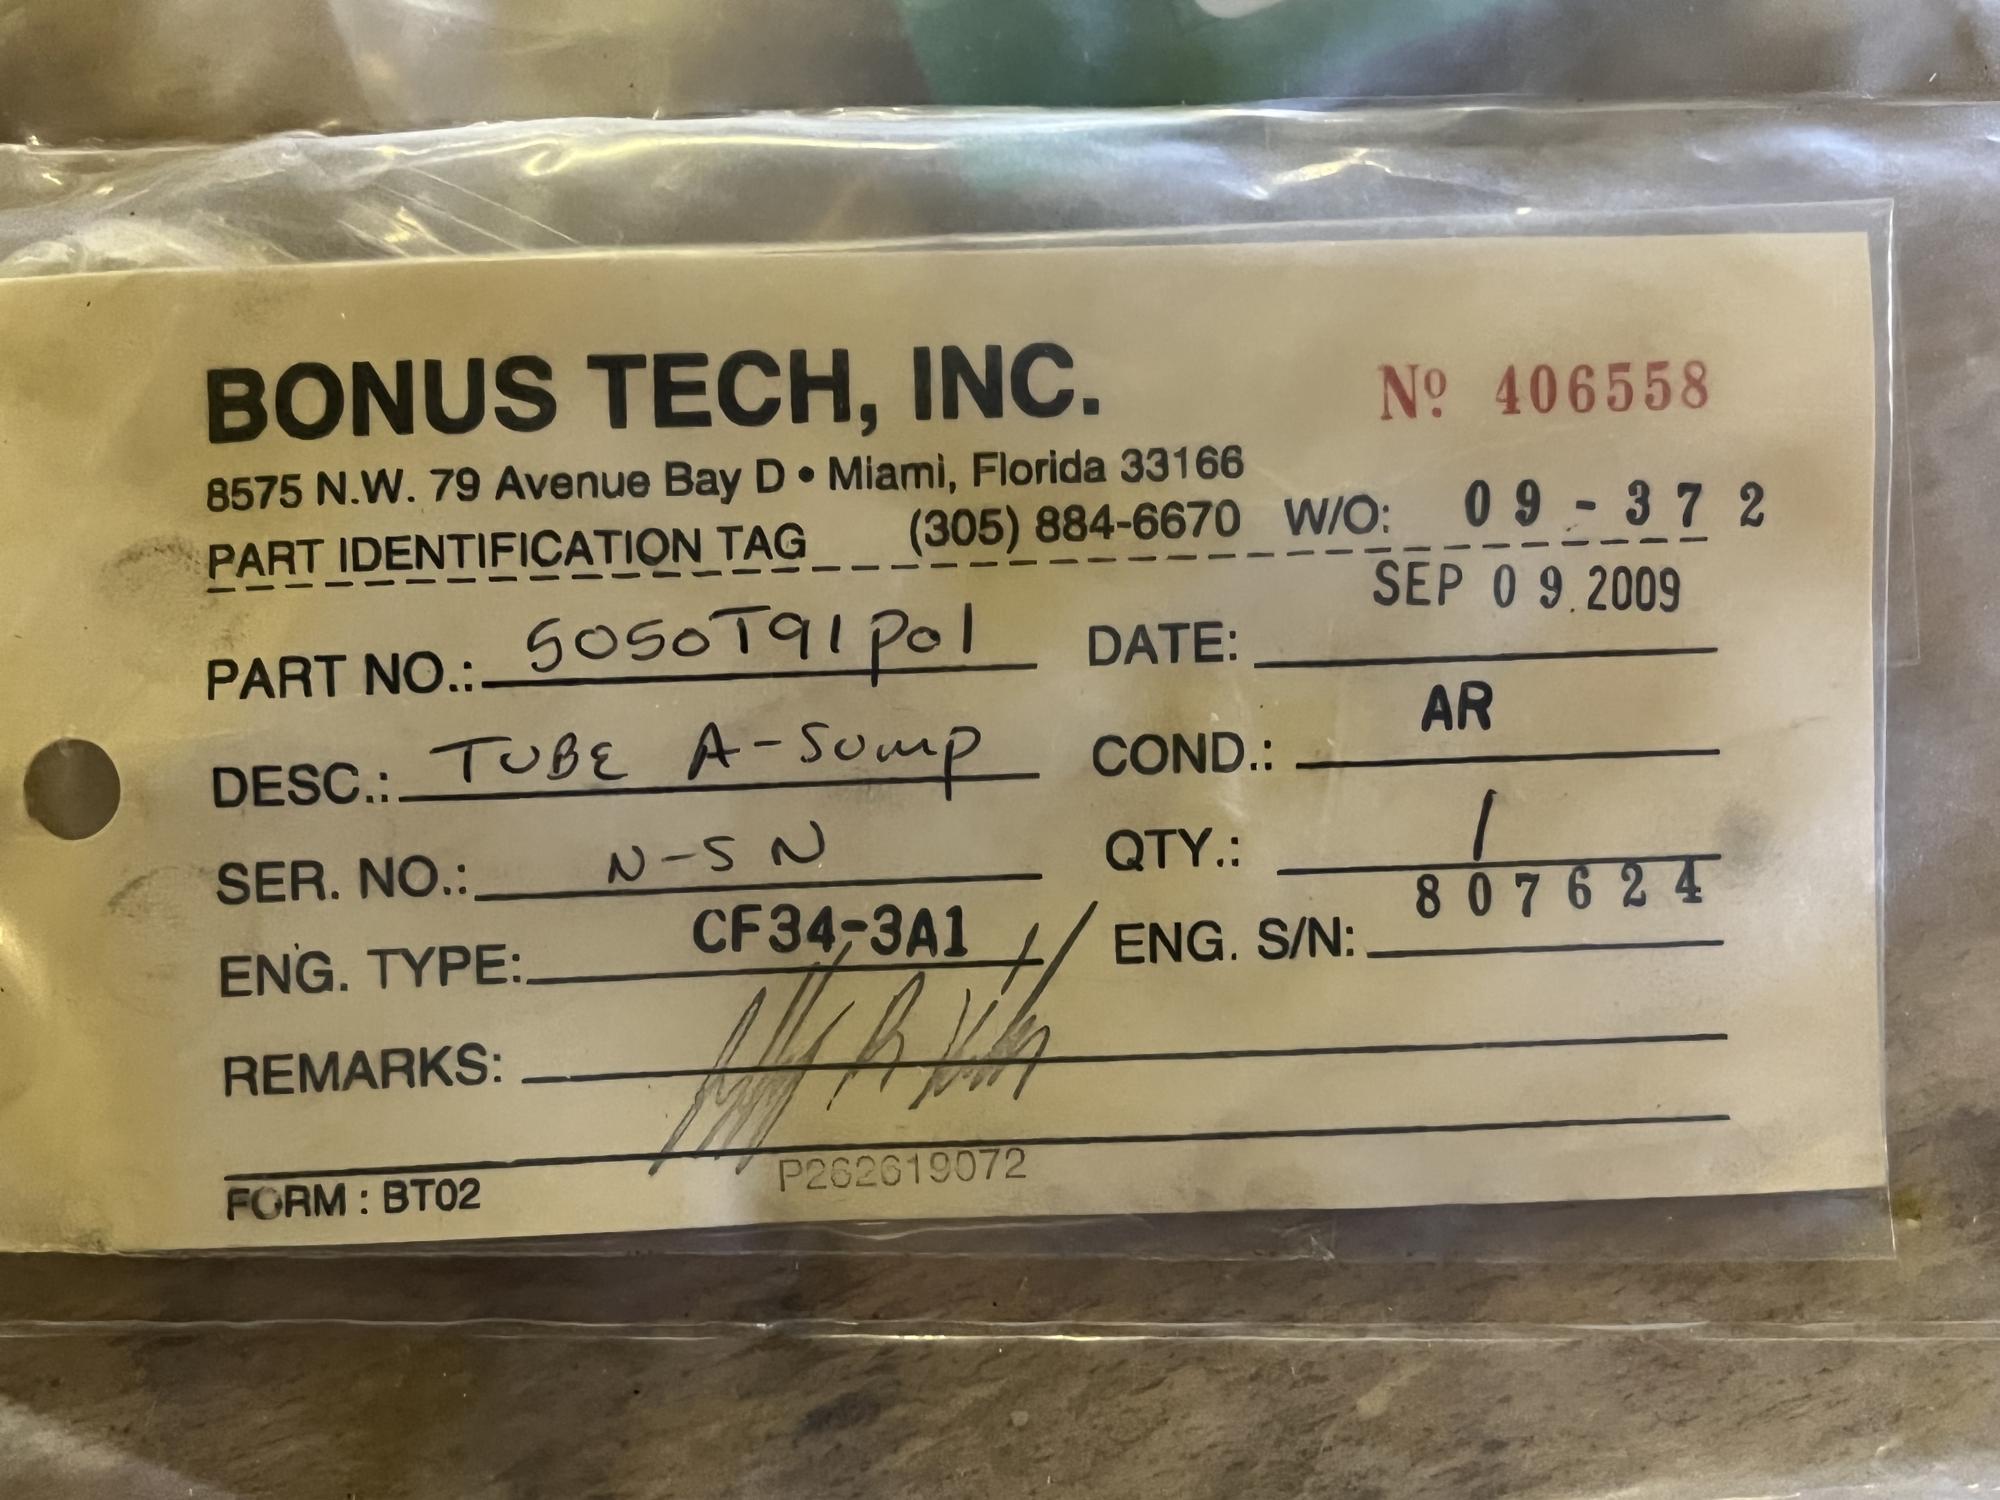 BONUS TECH, INC.
Nº 406558
8575 N.W. 79 Avenue Bay D • Miami, Florida 33166
PART IDENTIFICATION TAG (305) 884-6670 W/O: 09-372
SEP 09 2009
PART NO.: 5050T91p01 DATE:
AR
DESC.: TUBE A-Sump COND.:
SER. NO.: N-SN QTY.: 1
807624
ENG. TYPE: CF34-3A1 ENG. S/N:
REMARKS:
P262619072
FORM : BT02